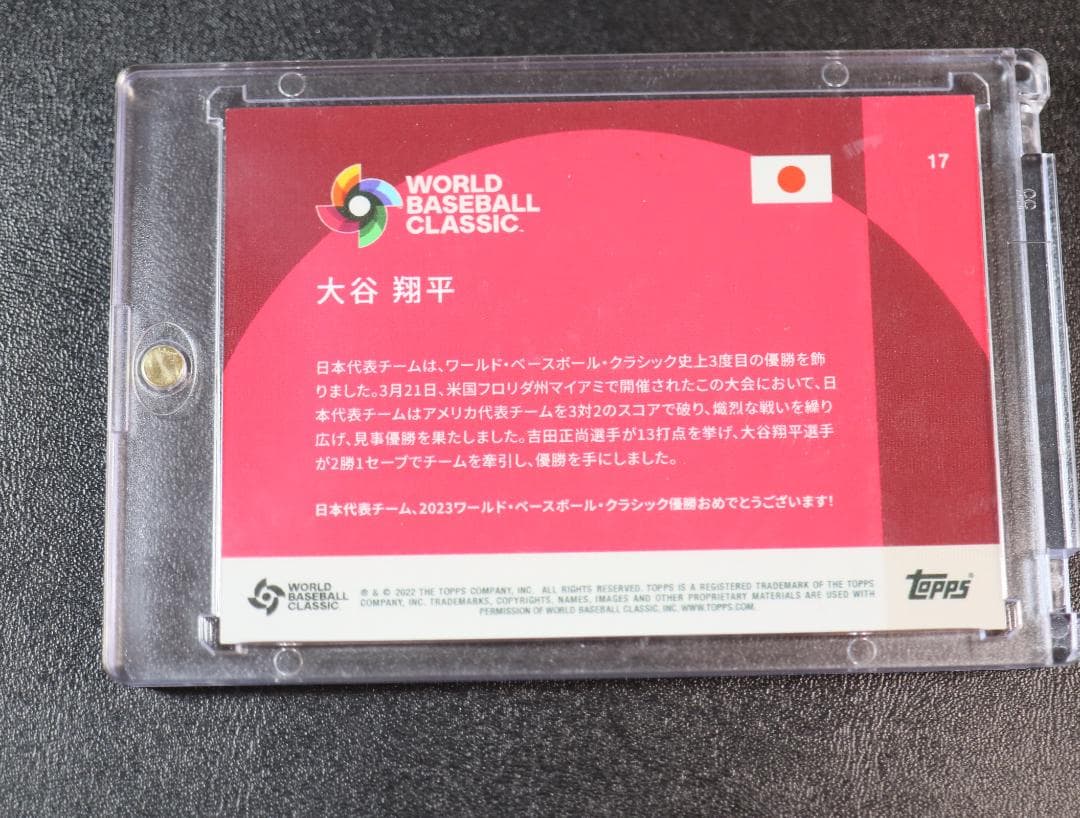 WORLD
BASEBALL
CLASSIC
17
大谷 翔平
日本代表チームは、ワールド・ベースボール・クラシック史上3度目の優勝を飾
りました。3月21日、米国フロリダ州マイアミで開催されたこの大会において、日
本代表チームはアメリカ代表チームを3対2のスコアで破り、熾烈な戦いを繰り
広げ、見事優勝を果たしました。吉田正尚選手が13打点を挙げ、大谷翔平選手
が2勝1セーブでチームを牽引し、優勝を手にしました。
日本代表チーム、2023ワールド・ベースボール・クラシック優勝おめでとうございます!
WORLD
BASEBALL
CLASSIC
® & © 2022 THE TOPPS COMPANY, INC. ALL RIGHTS RESERVED. TOPPS IS A REGISTERED TRADEMARK OF THE TOPPS
COMPANY, INC. TRADEMARKS, COPYRIGHTS, NAMES, IMAGES AND OTHER PROPRIETARY MATERIALS ARE USED WITH
PERMISSION OF WORLD BASEBALL CLASSIC, INC. WWW.TOPPS.COM.
topps®